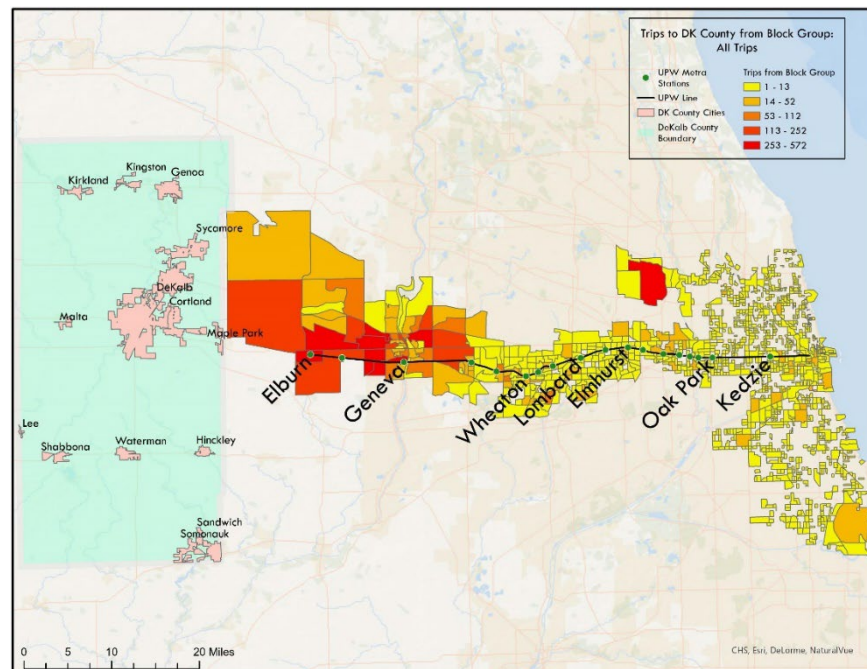 Trips to DK County from Block Group:
All Trips
UPW Metra
Stations
UPW Line
DK County Cities
DeKalb County
Boundary
Trips from Block Group
1 - 13
14 - 52
53 - 112
113 - 252
253 - 572
Kirkland
Kingston
Genoa
Sycamore
DeKalb
Cortland
Malta
Maple Park
Elburn
Geneva
Wheaton
Lombard
Elmhurst
Oak Park
Kedzie
Lee
Shabbona
Waterman
Hinckley
Sandwich
Somonauk
0 5 10 20 Miles
CHS, Esri, DeLorme, NaturalVue